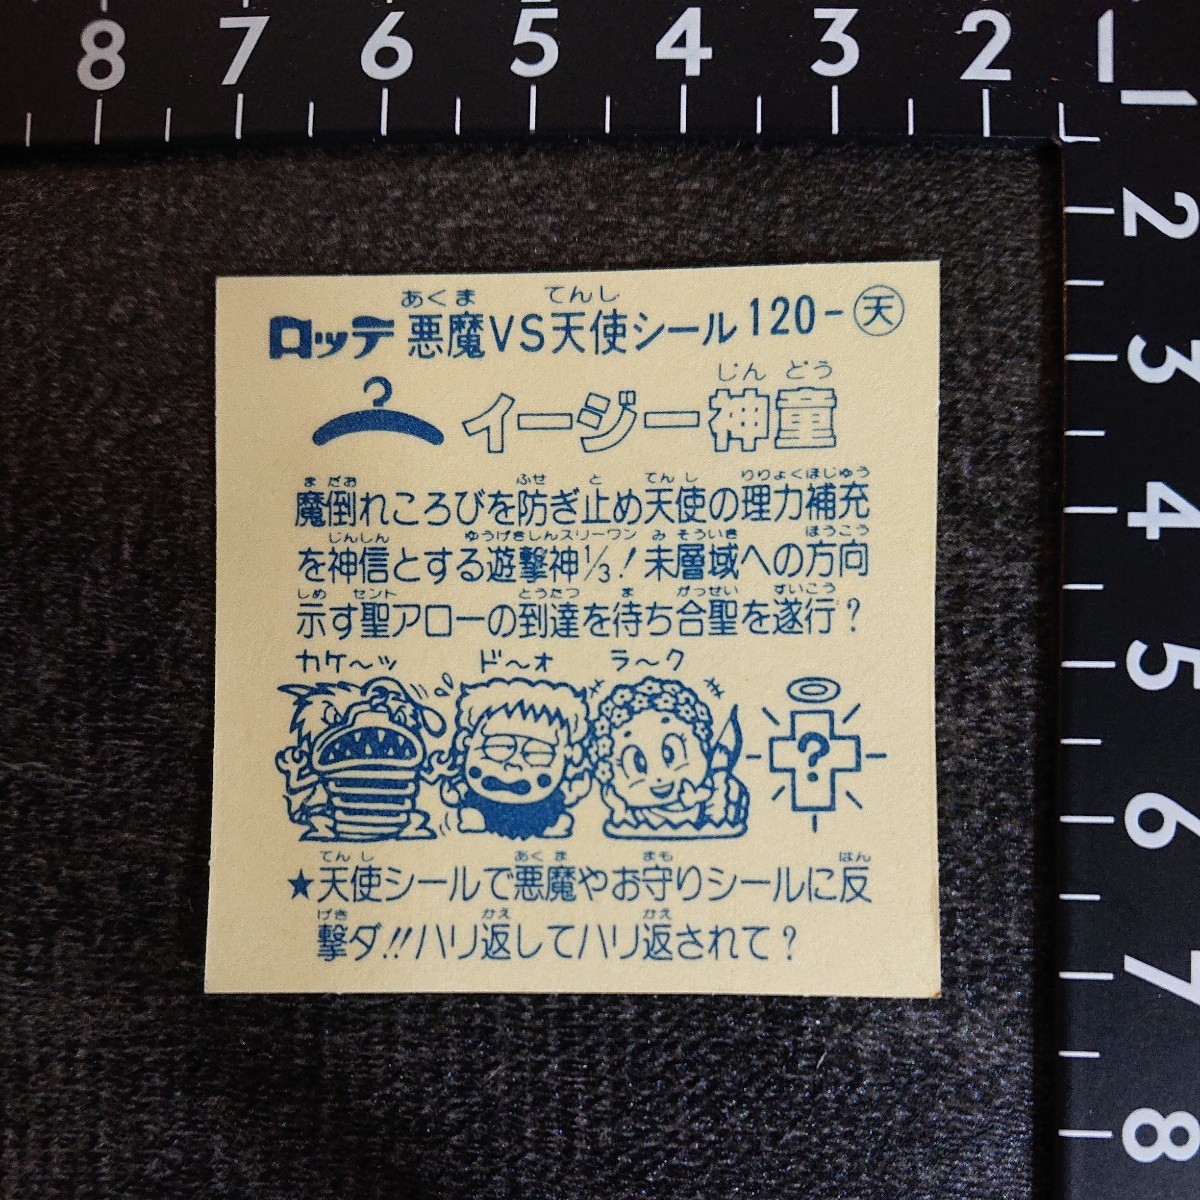 8 7 6 5 4 3 2 1
1
2
3
4
5
6
7
8
あくま てんし
ロッテ 悪魔VS天使シール 120-天
じん どう
イージー神童
ま だお ふせ と てんし りりょくほじゅう
魔倒れころびを防ぎ止め天使の理力補充
じんしん ゆうげきしんスリーワン みそういき ほうこう
を神信とする遊撃神1/3！未層域への方向
しめ セント とうたつ ま がっせい すいこう
示す聖アローの到達を待ち合聖を遂行？
カケ〜ッ ド〜ォ ラ〜ク
?
てんし あくま まも はん
★天使シールで悪魔やお守りシールに反
げき かえ かえ
撃ダ!!ハリ返してハリ返されて？